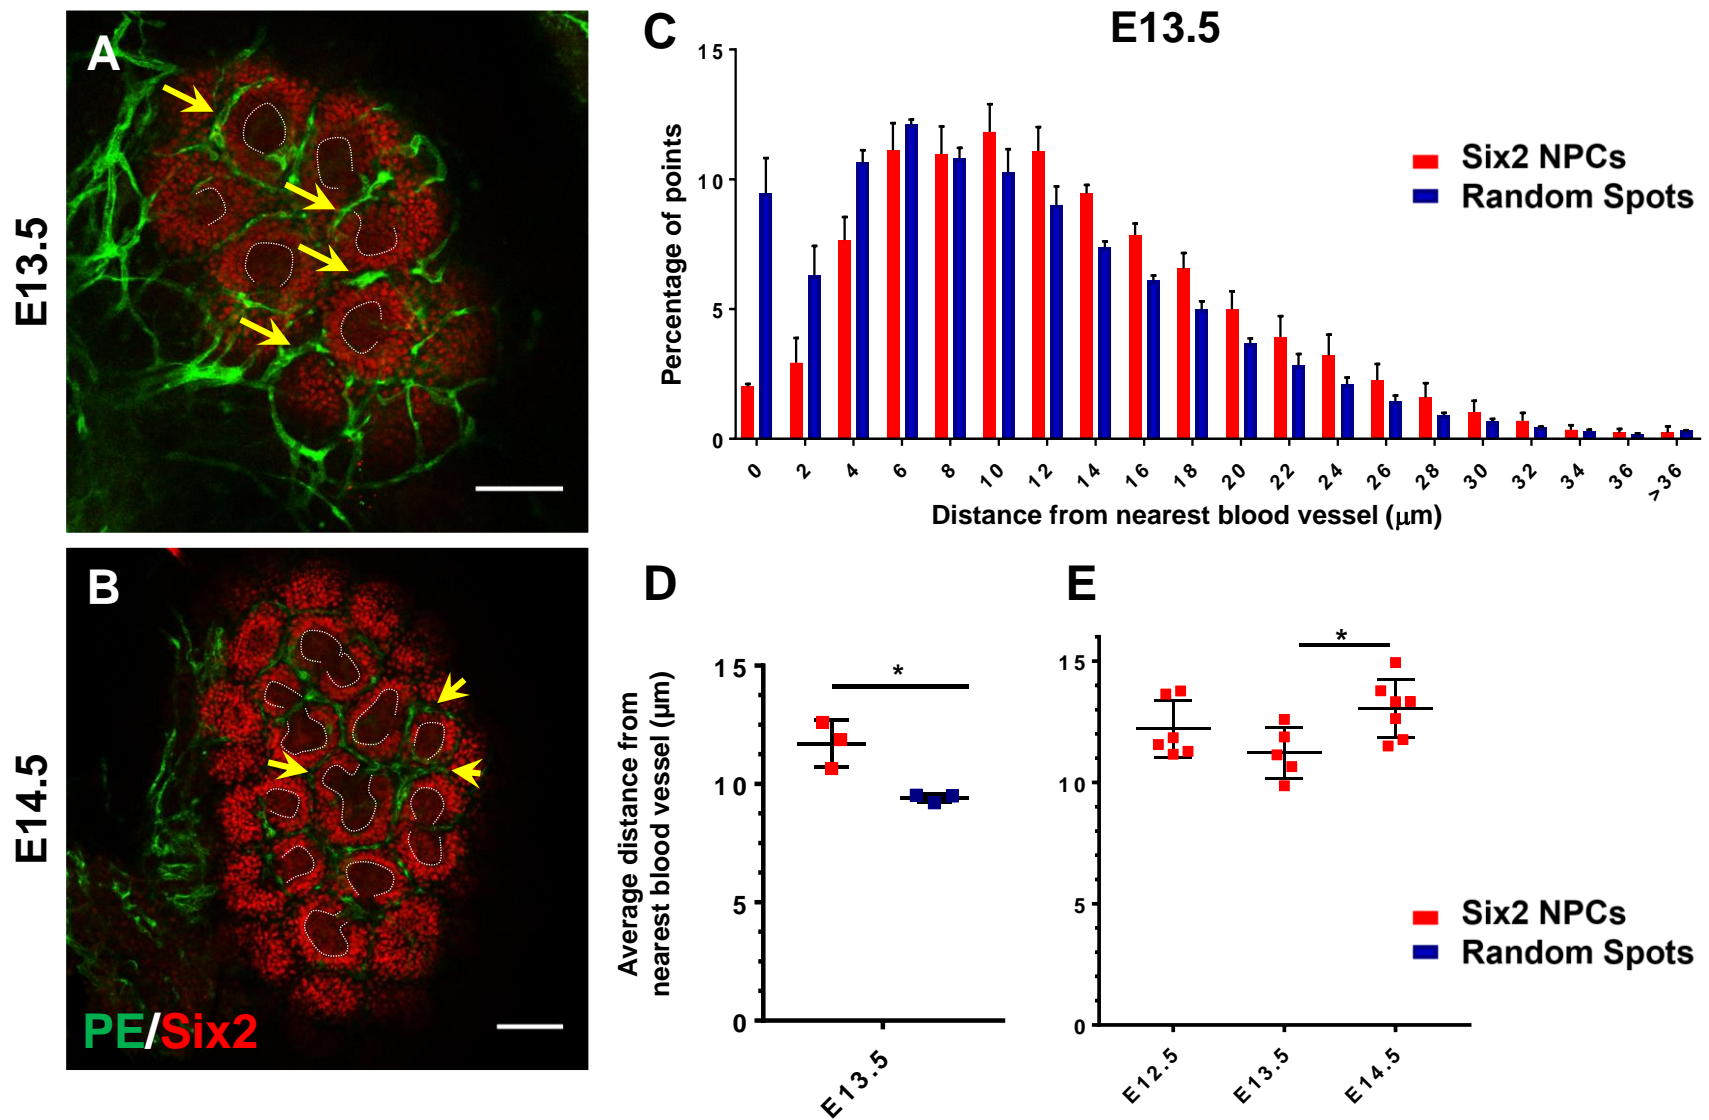 A
E13.5
B
PE/Six2
E14.5
C
E13.5
15
10
5
0
Percentage of points
Six2 NPCs
Random Spots
0 2 4 6 8 10 12 14 16 18 20 22 24 26 28 30 32 34 36 >36
Distance from nearest blood vessel (μm)
D
15
10
5
0
Average distance from
nearest blood vessel (μm)
*
E13.5
E
15
10
5
0
*
E12.5 E13.5 E14.5
Six2 NPCs
Random Spots